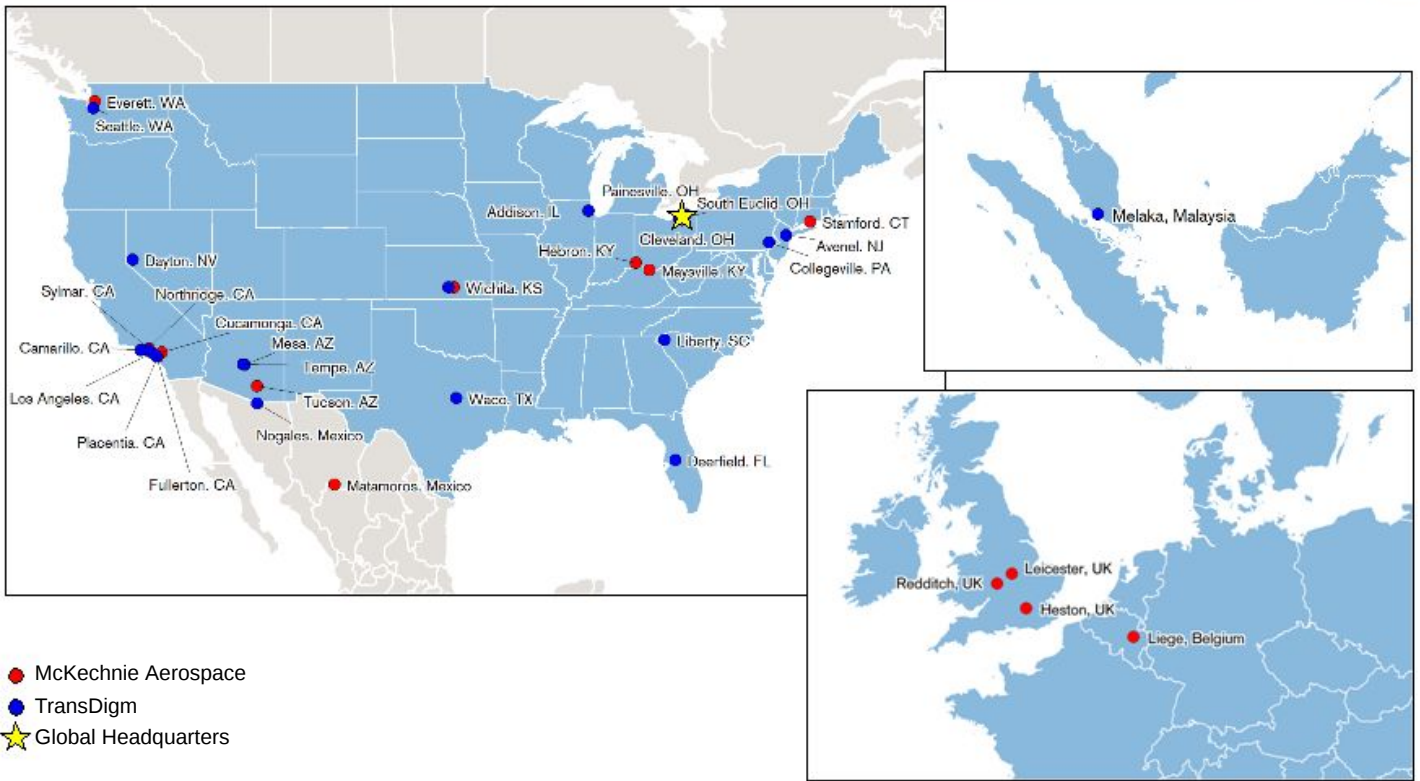 Everett, WA
Seattle, WA
Painesville, OH
South Euclid, OH
Addison, IL
Stamford, CT
Cleveland, OH
Avenel, NJ
Hebron, KY
Collegeville, PA
Maysville, KY
Dayton, NV
Sylmar, CA
Northridge, CA
Wichita, KS
Cucamonga, CA
Mesa, AZ
Liberty, SC
Camarillo, CA
Tempe, AZ
Los Angeles, CA
Tucson, AZ
Waco, TX
Placentia, CA
Nogales, Mexico
Deerfield, FL
Fullerton, CA
Matamoros, Mexico
Melaka, Malaysia
Leicester, UK
Redditch, UK
Heston, UK
Liege, Belgium
McKechnie Aerospace
TransDigm
Global Headquarters